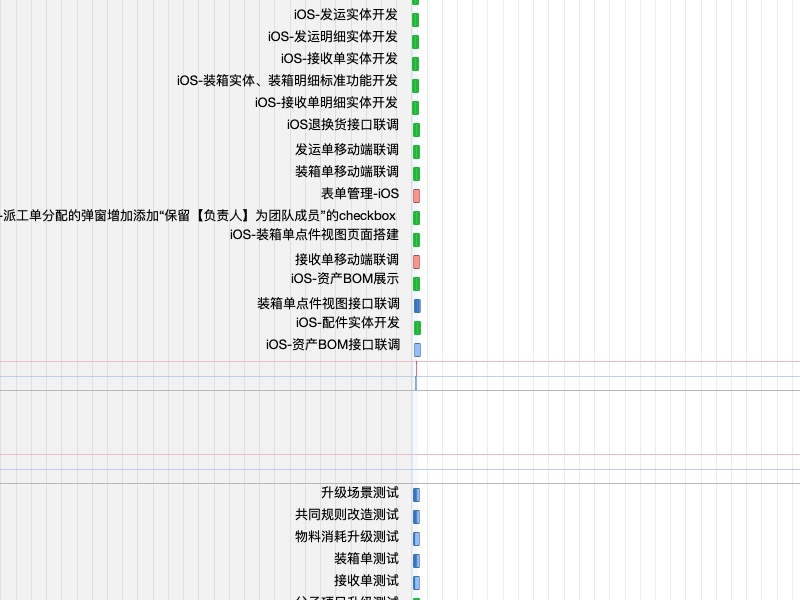 iOS-发运实体开发
iOS-发运明细实体开发
iOS-接收单实体开发
iOS-装箱实体、装箱明细标准功能开发
iOS-接收单明细实体开发
iOS退换货接口联调
发运单移动端联调
装箱单移动端联调
表单管理-iOS
-派工单分配的弹窗增加添加“保留【负责人】为团队成员”的checkbox
iOS-装箱单点件视图页面搭建
接收单移动端联调
iOS-资产BOM展示
装箱单点件视图接口联调
iOS-配件实体开发
iOS-资产BOM接口联调
升级场景测试
共同规则改造测试
物料消耗升级测试
装箱单测试
接收单测试